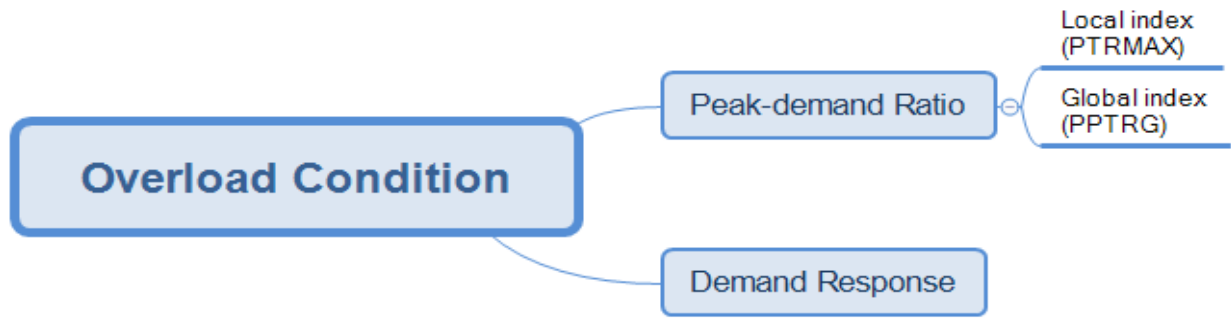 Local index
(PTRMAX)
Peak-demand Ratio
Global index
(PPTRG)
Overload Condition
Demand Response